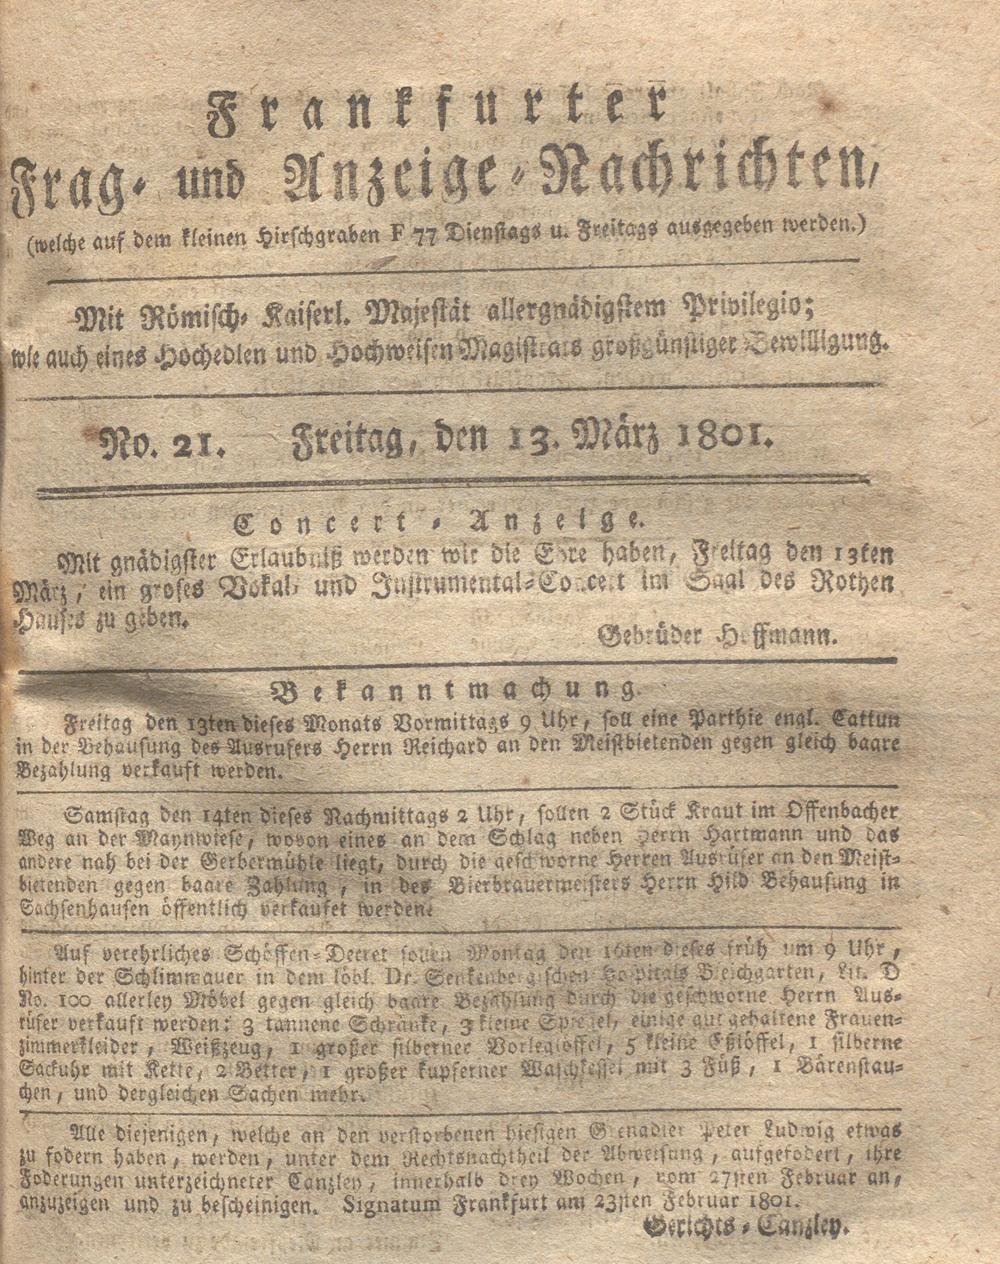 Frankfurter
Frag- und Anzeige-Nachrichten,
(welche auf dem kleinen Hirschgraben F 77 Dienstags u. Freitags ausgegeben werden.)
Mit Römisch-Kaiserl. Majestät allergnädigstem Privilegio;
wie auch eines Hochedlen und Hochweisen Magistrats großgünstiger Bewilligung.
No. 21. Freitag, den 13. März 1801.
Concert-Anzeige.
Mit gnädigster Erlaubniß werden wir die Ehre haben, Freitag den 13ten
März, ein groses Vokal- und Instrumental-Concert im Saal des Rothen
Hauses zu geben.
Gebrüder Hoffmann.
Bekanntmachung.
Freitag den 13ten dieses Monats Vormittags 9 Uhr, soll eine Parthie engl. Cattun
in der Behausung des Ausrufers Herrn Reichard an den Meistbietenden gegen gleich baare
Bezahlung verkauft werden.
Samstag den 14ten dieses Nachmittags 2 Uhr, sollen 2 Stück Kraut im Offenbacher
Weg an der Maynwiese, wovon eines an dem Schlag neben Herrn Hartmann und das
andere nah bei der Gerbermühle liegt, durch die geschworne Herren Ausrüfer an den Meist-
bietenden gegen baare Zahlung, in des Bierbrauermeisters Herrn Hild Behausung in
Sachsenhausen öffentlich verkaufet werden.
Auf verehrliches Schöffen-Decret sollen Montag den 16ten dieses früh um 9 Uhr,
hinter der Schlimmauer in dem löbl. Dr. Senkenbergischen Hospitals Bleichgarten, Lit. D
No. 100 allerley Möbel gegen gleich baare Bezahlung durch die geschworne Herrn Aus-
rüfer verkauft werden: 3 tannene Schränke, 3 kleine Spiegel, einige gut gehaltene Frauen-
zimmerkleider, Weißzeug, 1 großer silberner Vorleglöffel, 5 kleine Eßlöffel, 1 silberne
Sackuhr mit Kette, 2 Better, 1 großer kupferner Waschkessel mit 3 Füß, 1 Bärenstau-
chen, und dergleichen Sachen mehr.
Alle diejenigen, welche an den verstorbenen hiesigen Grenadier Peter Ludwig etwas
zu fodern haben, werden, unter dem Rechtsnachtheil der Abweisung, aufgefodert, ihre
Foderungen unterzeichneter Canzley, innerhalb drey Wochen, vom 27sten Februar an,
anzuzeigen und zu bescheinigen. Signatum Frankfurt am 23sten Februar 1801.
Gerichts-Canzley.